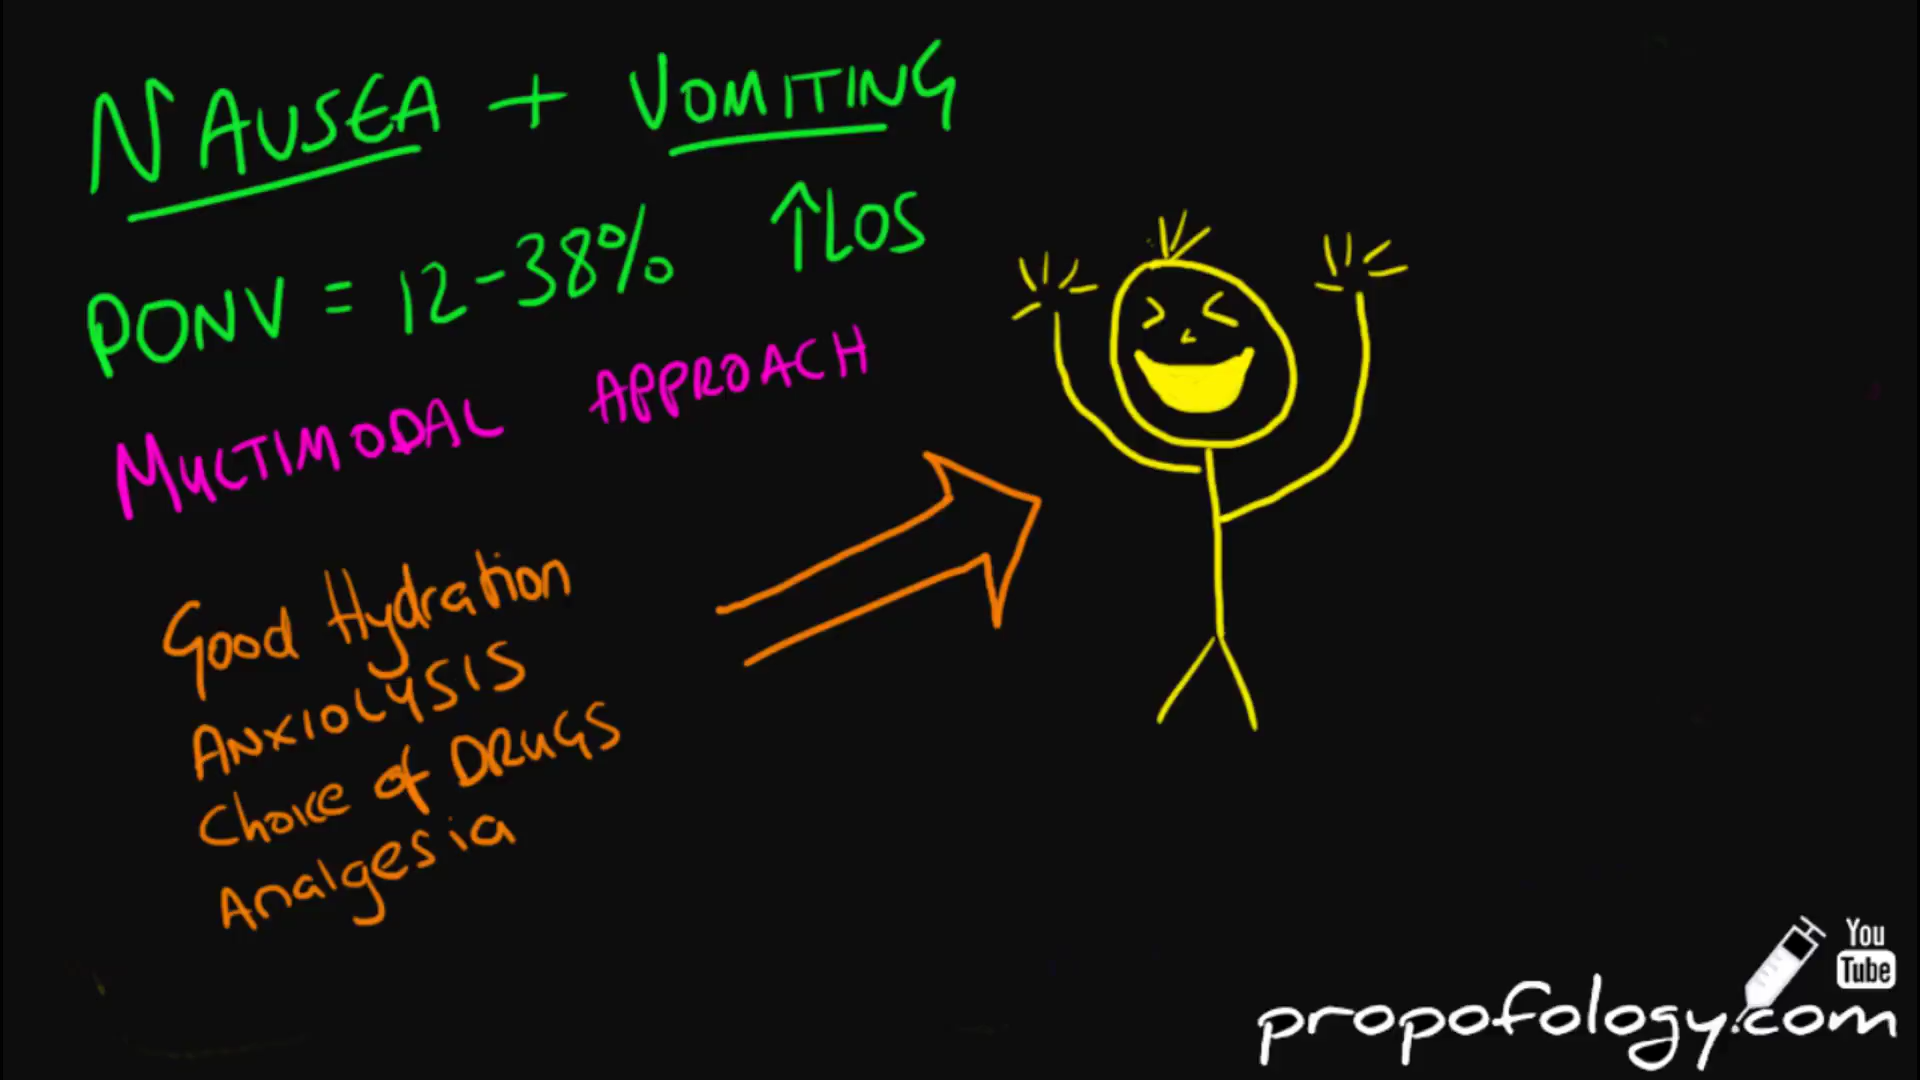 NAUSEA + VOMITING
PONV = 12-38% ↑LOS
MULTIMODAL APPROACH
Good Hydration
ANXIOLYSIS
Choice of DRUGS
Analgesia
You
Tube
propofology.com